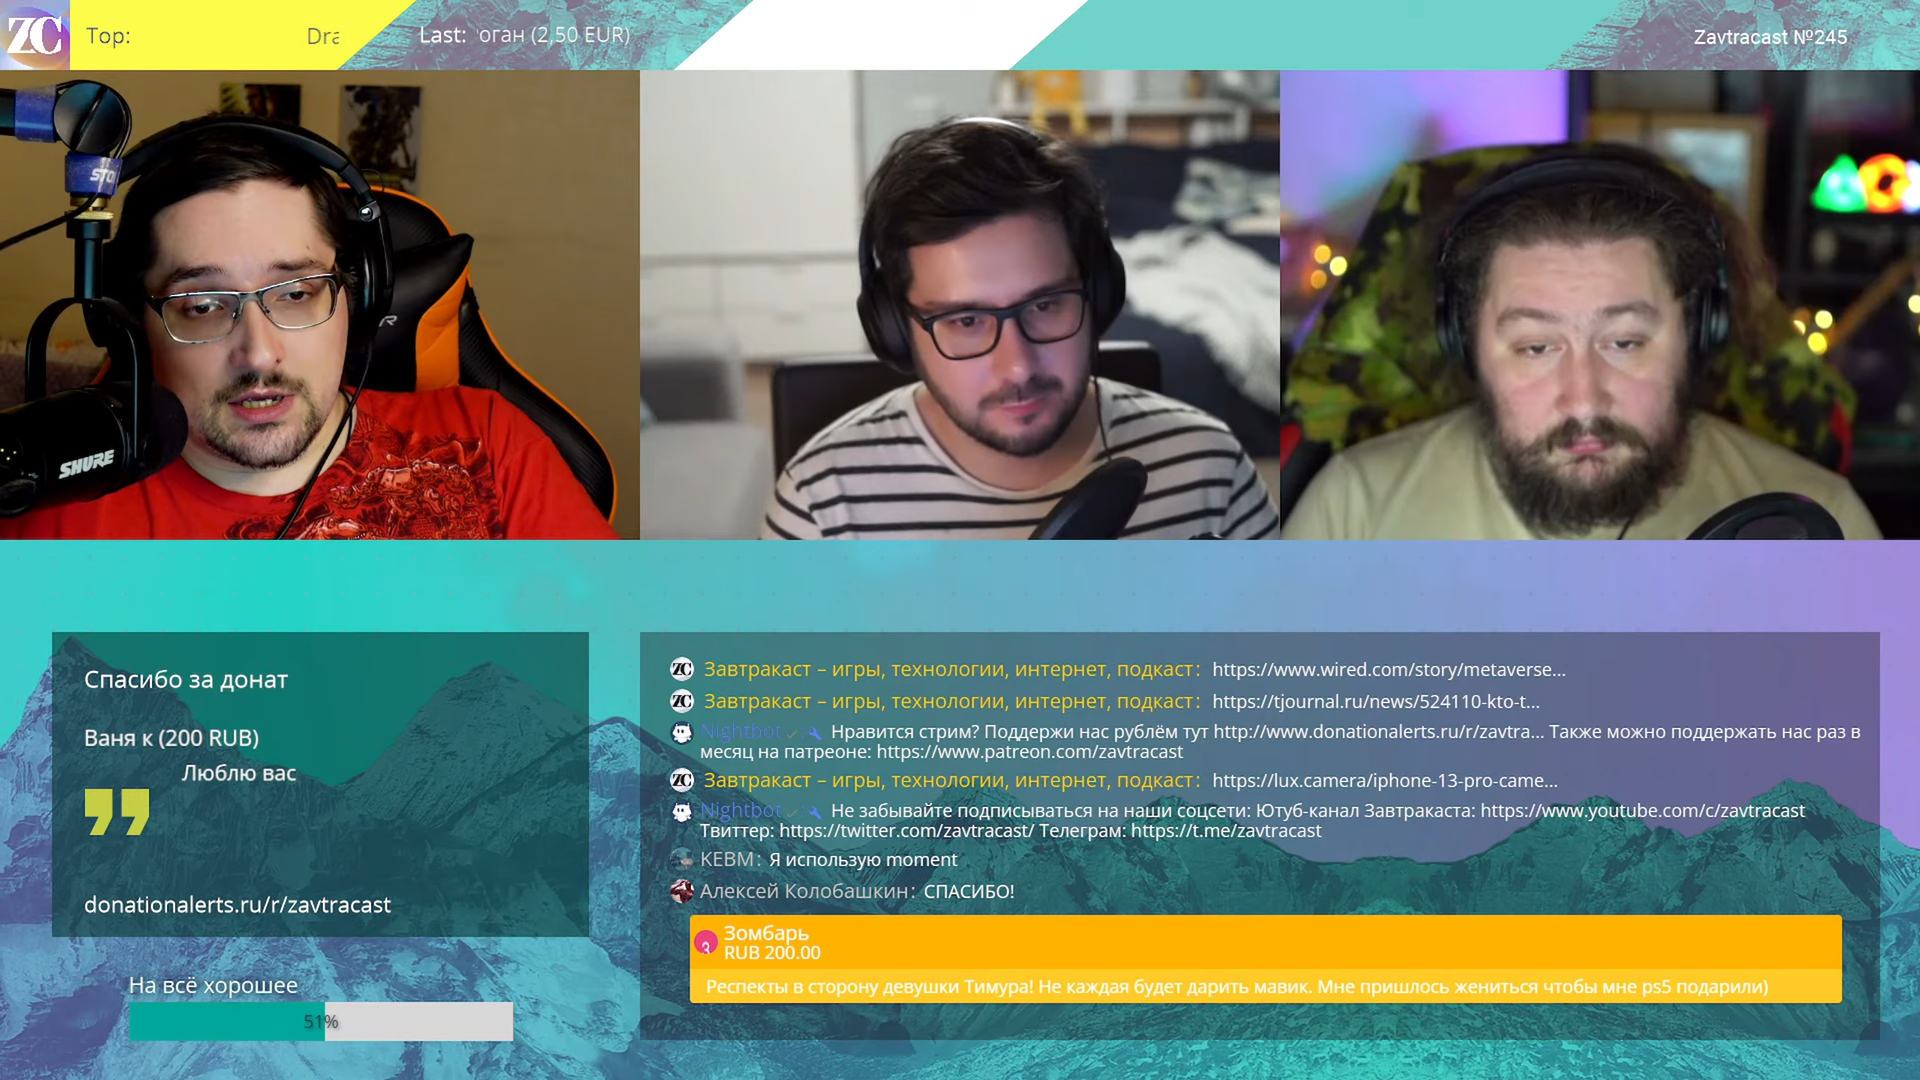 ZC
Top:
Dra
Last: оган (2,50 EUR)
Zavtracast №245
STO
SHURE
Спасибо за донат
Ваня к (200 RUB)
Люблю вас
donationalerts.ru/r/zavtracast
На всё хорошее
51%
ZC Завтракаст – игры, технологии, интернет, подкаст: https://www.wired.com/story/metaverse...
ZC Завтракаст – игры, технологии, интернет, подкаст: https://tjournal.ru/news/524110-kto-t...
Nightbot Нравится стрим? Поддержи нас рублём тут http://www.donationalerts.ru/r/zavtra... Также можно поддержать нас раз в
месяц на патреоне: https://www.patreon.com/zavtracast
ZC Завтракаст – игры, технологии, интернет, подкаст: https://lux.camera/iphone-13-pro-came...
Nightbot Не забывайте подписываться на наши соцсети: Ютуб-канал Завтракаста: https://www.youtube.com/c/zavtracast
Твиттер: https://twitter.com/zavtracast/ Телеграм: https://t.me/zavtracast
КЕВМ: Я использую moment
Алексей Колобашкин: СПАСИБО!
З Зомбарь
RUB 200.00
Респекты в сторону девушки Тимура! Не каждая будет дарить мавик. Мне пришлось жениться чтобы мне ps5 подарили)